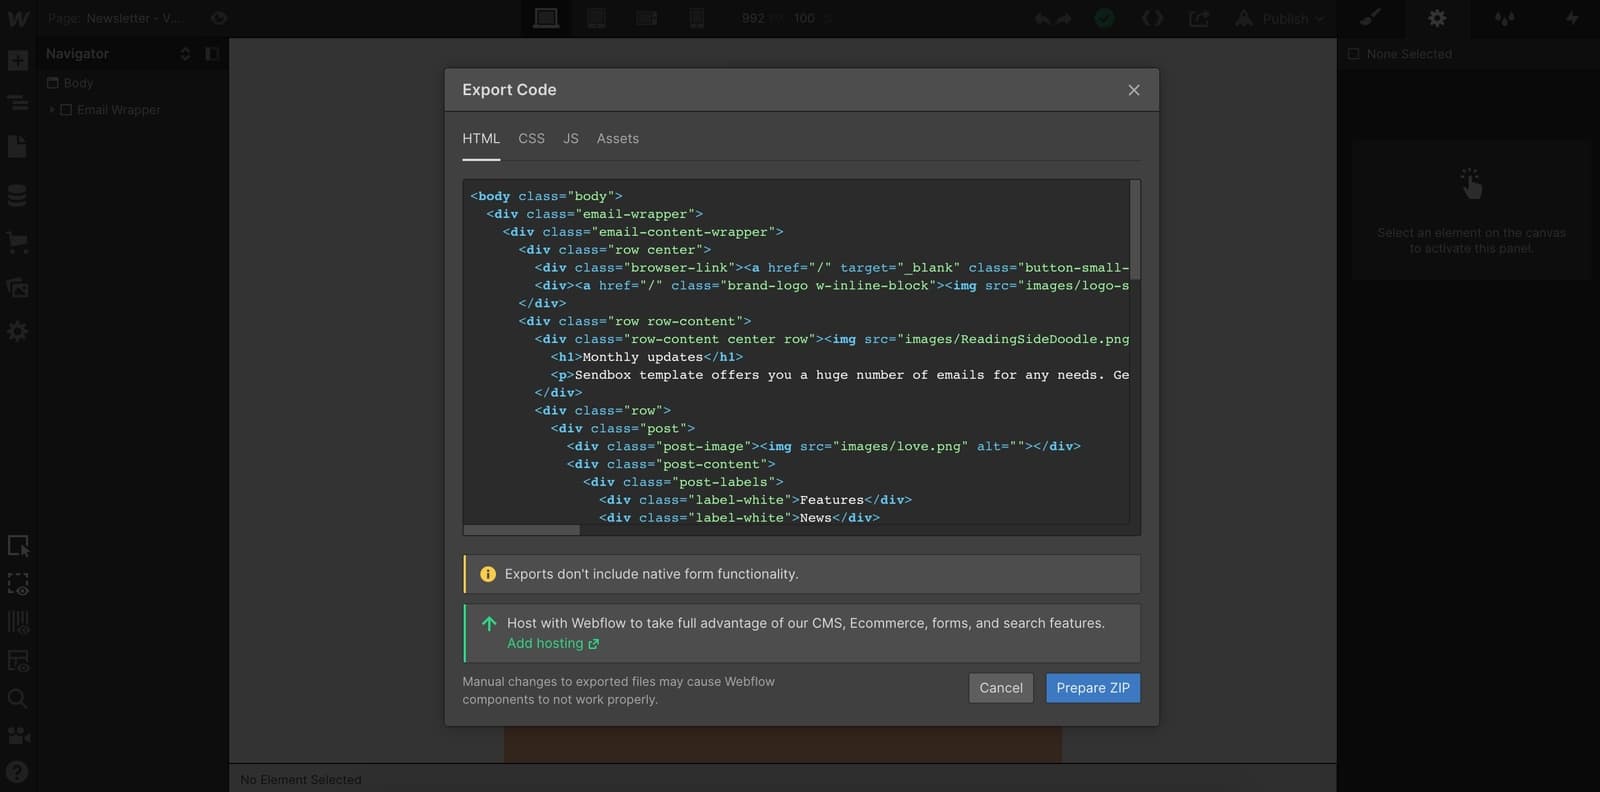 Page: Newsletter - V...
992 PX 100 %
Publish
Navigator
Body
Email Wrapper
None Selected
Select an element on the canvas
to activate this panel.
Export Code
HTML CSS JS Assets
<body class="body">
<div class="email-wrapper">
<div class="email-content-wrapper">
<div class="row center">
<div class="browser-link"><a href="/" target="_blank" class="button-small-
<div><a href="/" class="brand-logo w-inline-block"><img src="images/logo-s
</div>
<div class="row row-content">
<div class="row-content center row"><img src="images/ReadingSideDoodle.png
<h1>Monthly updates</h1>
<p>Sendbox template offers you a huge number of emails for any needs. Ge
</div>
<div class="row">
<div class="post">
<div class="post-image"><img src="images/love.png" alt=""></div>
<div class="post-content">
<div class="post-labels">
<div class="label-white">Features</div>
<div class="label-white">News</div>
Exports don't include native form functionality.
Host with Webflow to take full advantage of our CMS, Ecommerce, forms, and search features.
Add hosting
Manual changes to exported files may cause Webflow
components to not work properly.
Cancel
Prepare ZIP
No Element Selected